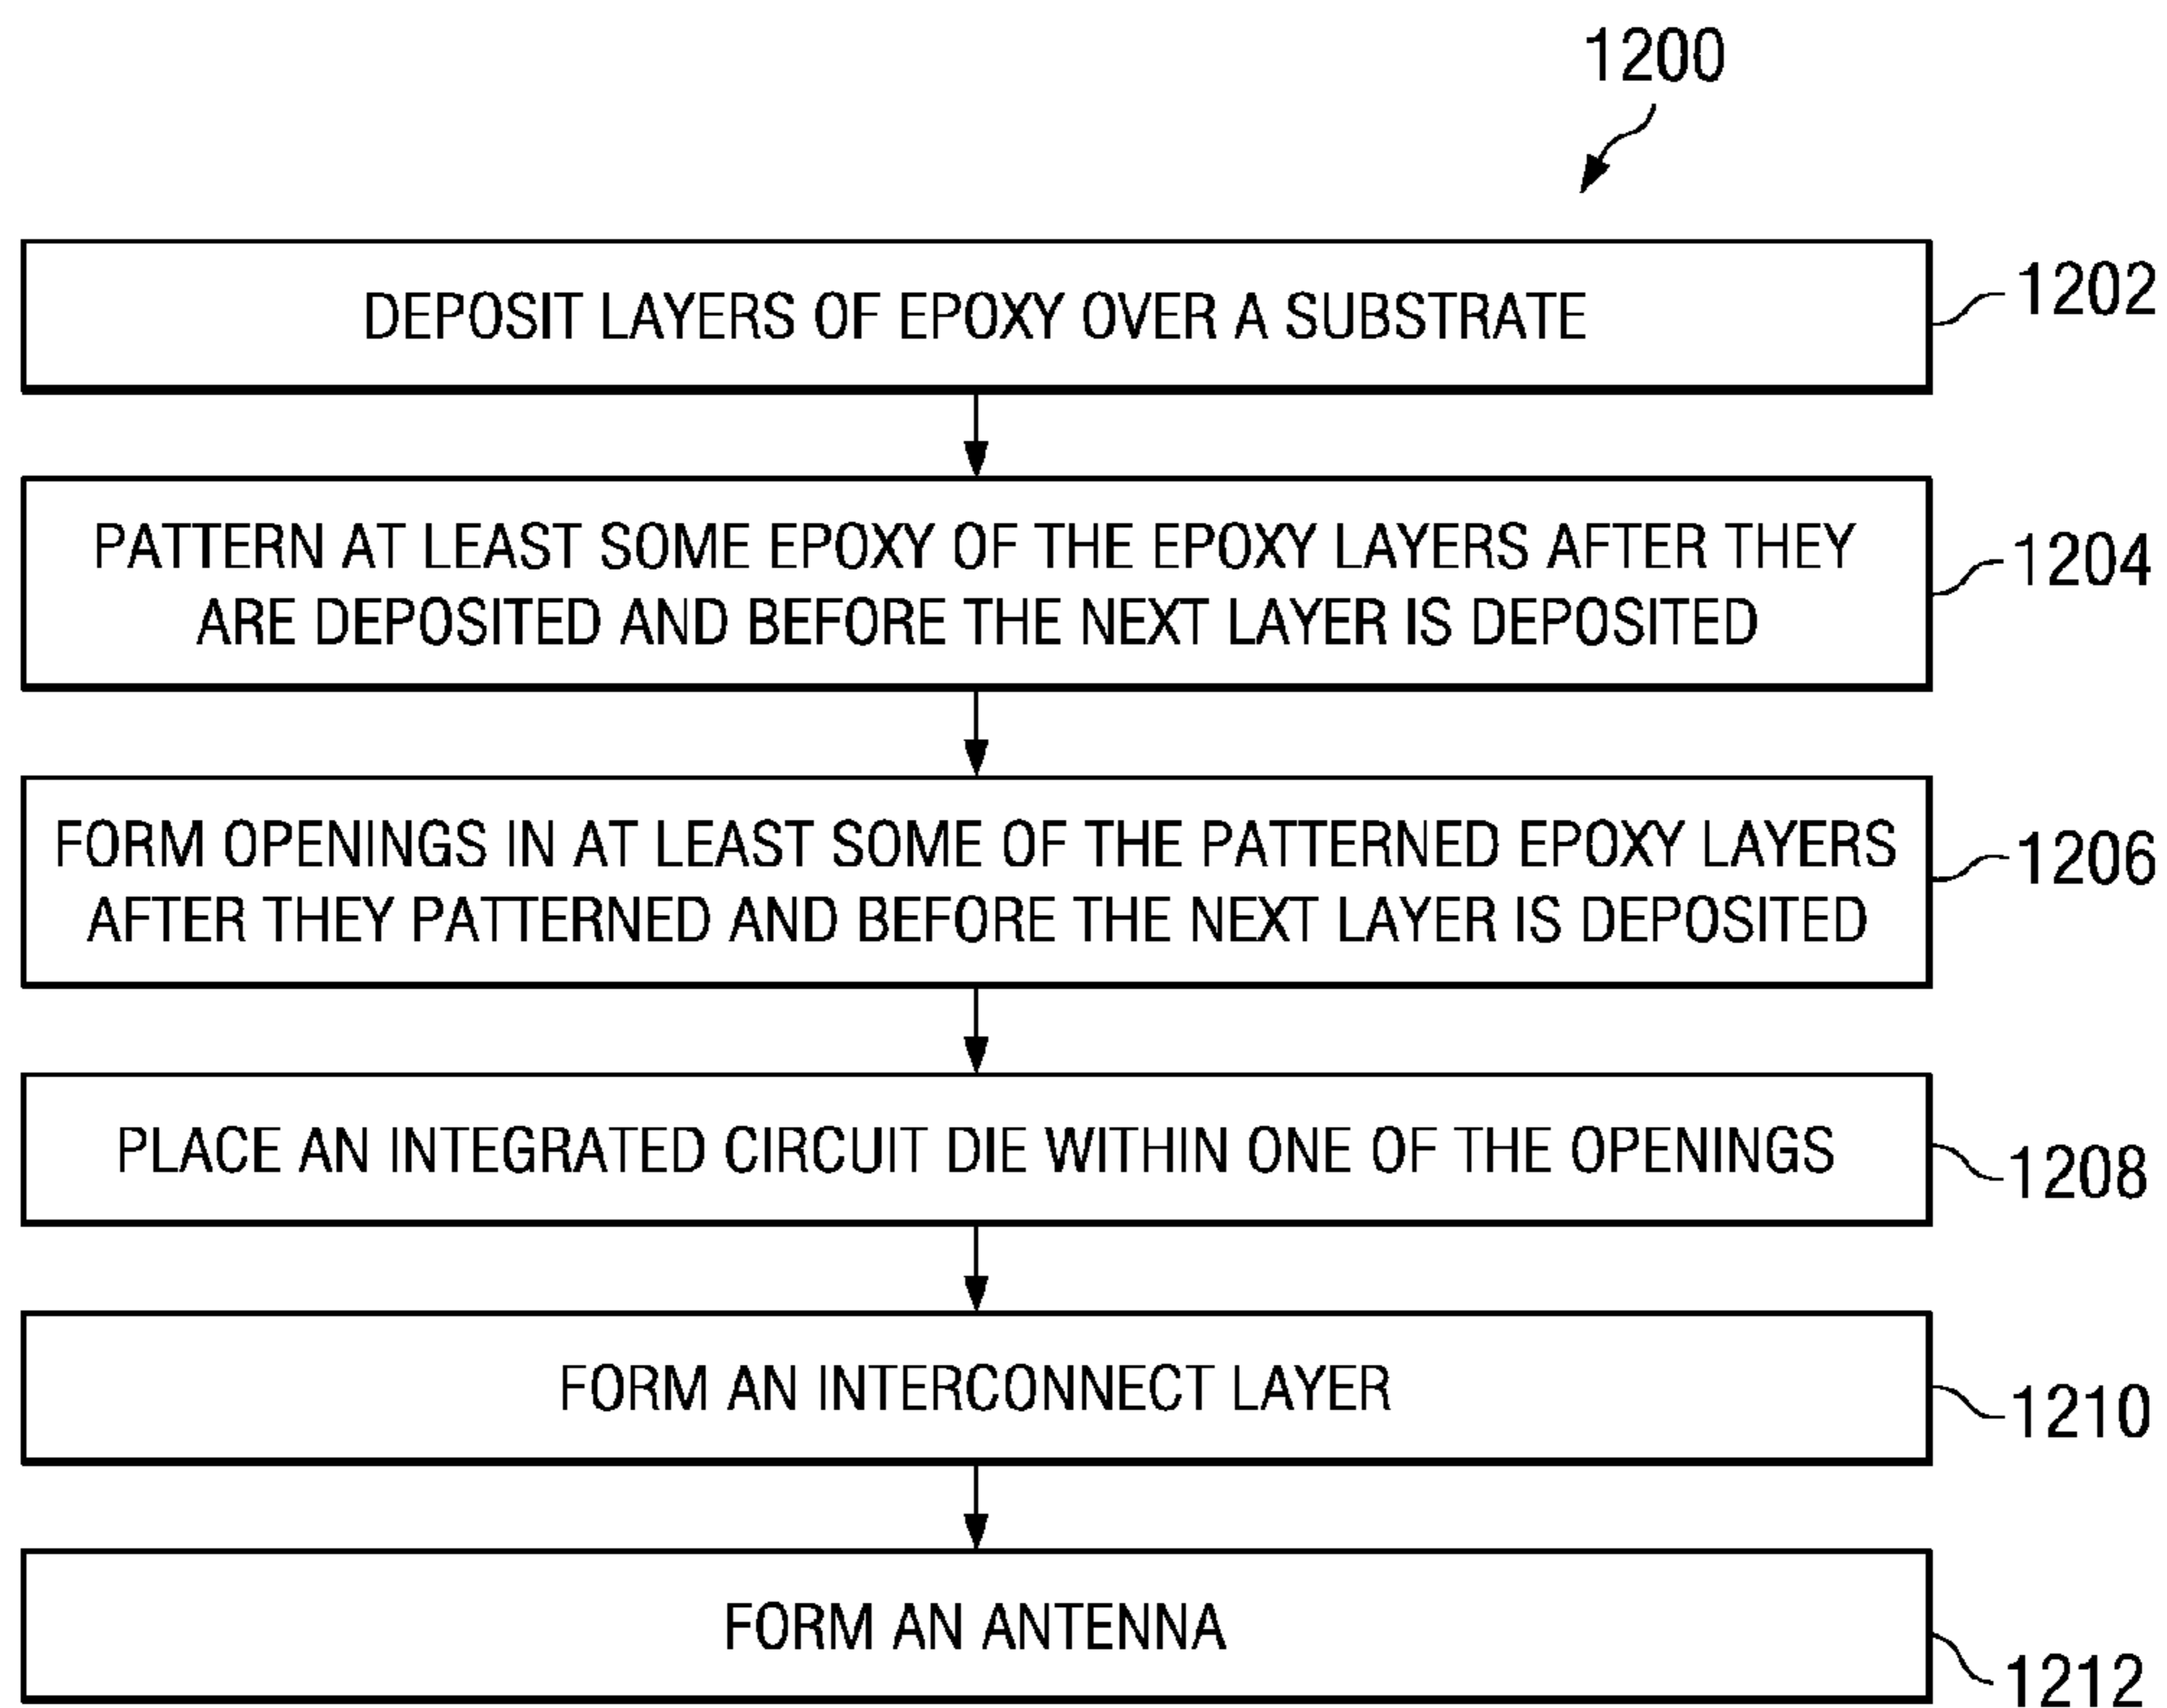 1200
DEPOSIT LAYERS OF EPOXY OVER A SUBSTRATE
1202
PATTERN AT LEAST SOME EPOXY OF THE EPOXY LAYERS AFTER THEY
ARE DEPOSITED AND BEFORE THE NEXT LAYER IS DEPOSITED
1204
FORM OPENINGS IN AT LEAST SOME OF THE PATTERNED EPOXY LAYERS
AFTER THEY PATTERNED AND BEFORE THE NEXT LAYER IS DEPOSITED
1206
PLACE AN INTEGRATED CIRCUIT DIE WITHIN ONE OF THE OPENINGS
1208
FORM AN INTERCONNECT LAYER
1210
FORM AN ANTENNA
1212